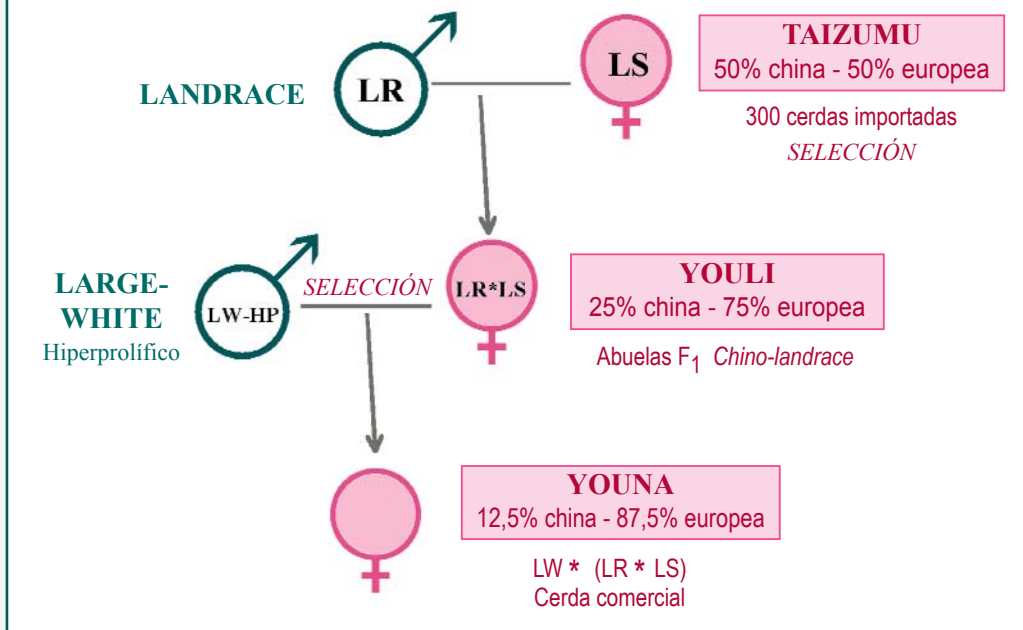 LANDRACE
LR
LS
TAIZUMU
50% china - 50% europea
300 cerdas importadas
SELECCIÓN
LARGE-
WHITE
Hiperprolífico
LW-HP
SELECCIÓN
LR*LS
YOULI
25% china - 75% europea
Abuelas F1 Chino-landrace
YOUNA
12,5% china - 87,5% europea
LW * (LR * LS)
Cerda comercial